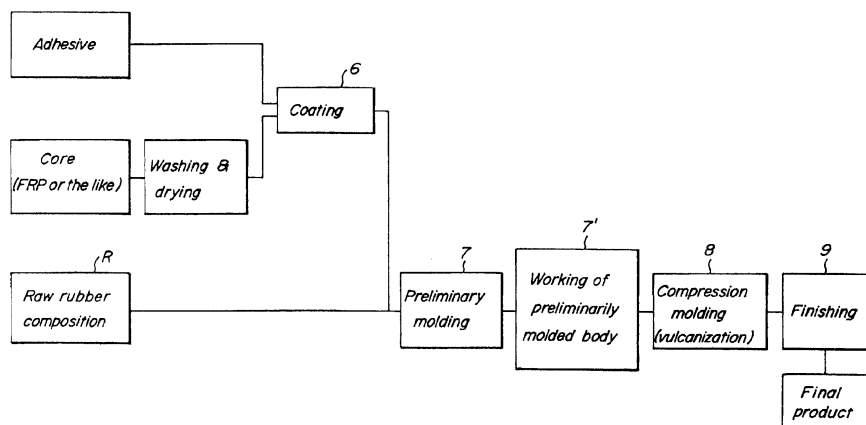 Adhesive
6
Coating
Core
(FRP or the like)
Washing &
drying
R
Raw rubber
composition
7
Preliminary
molding
7'
Working of
preliminarily
molded body
8
Compression
molding
(vulcanization)
9
Finishing
Final
product